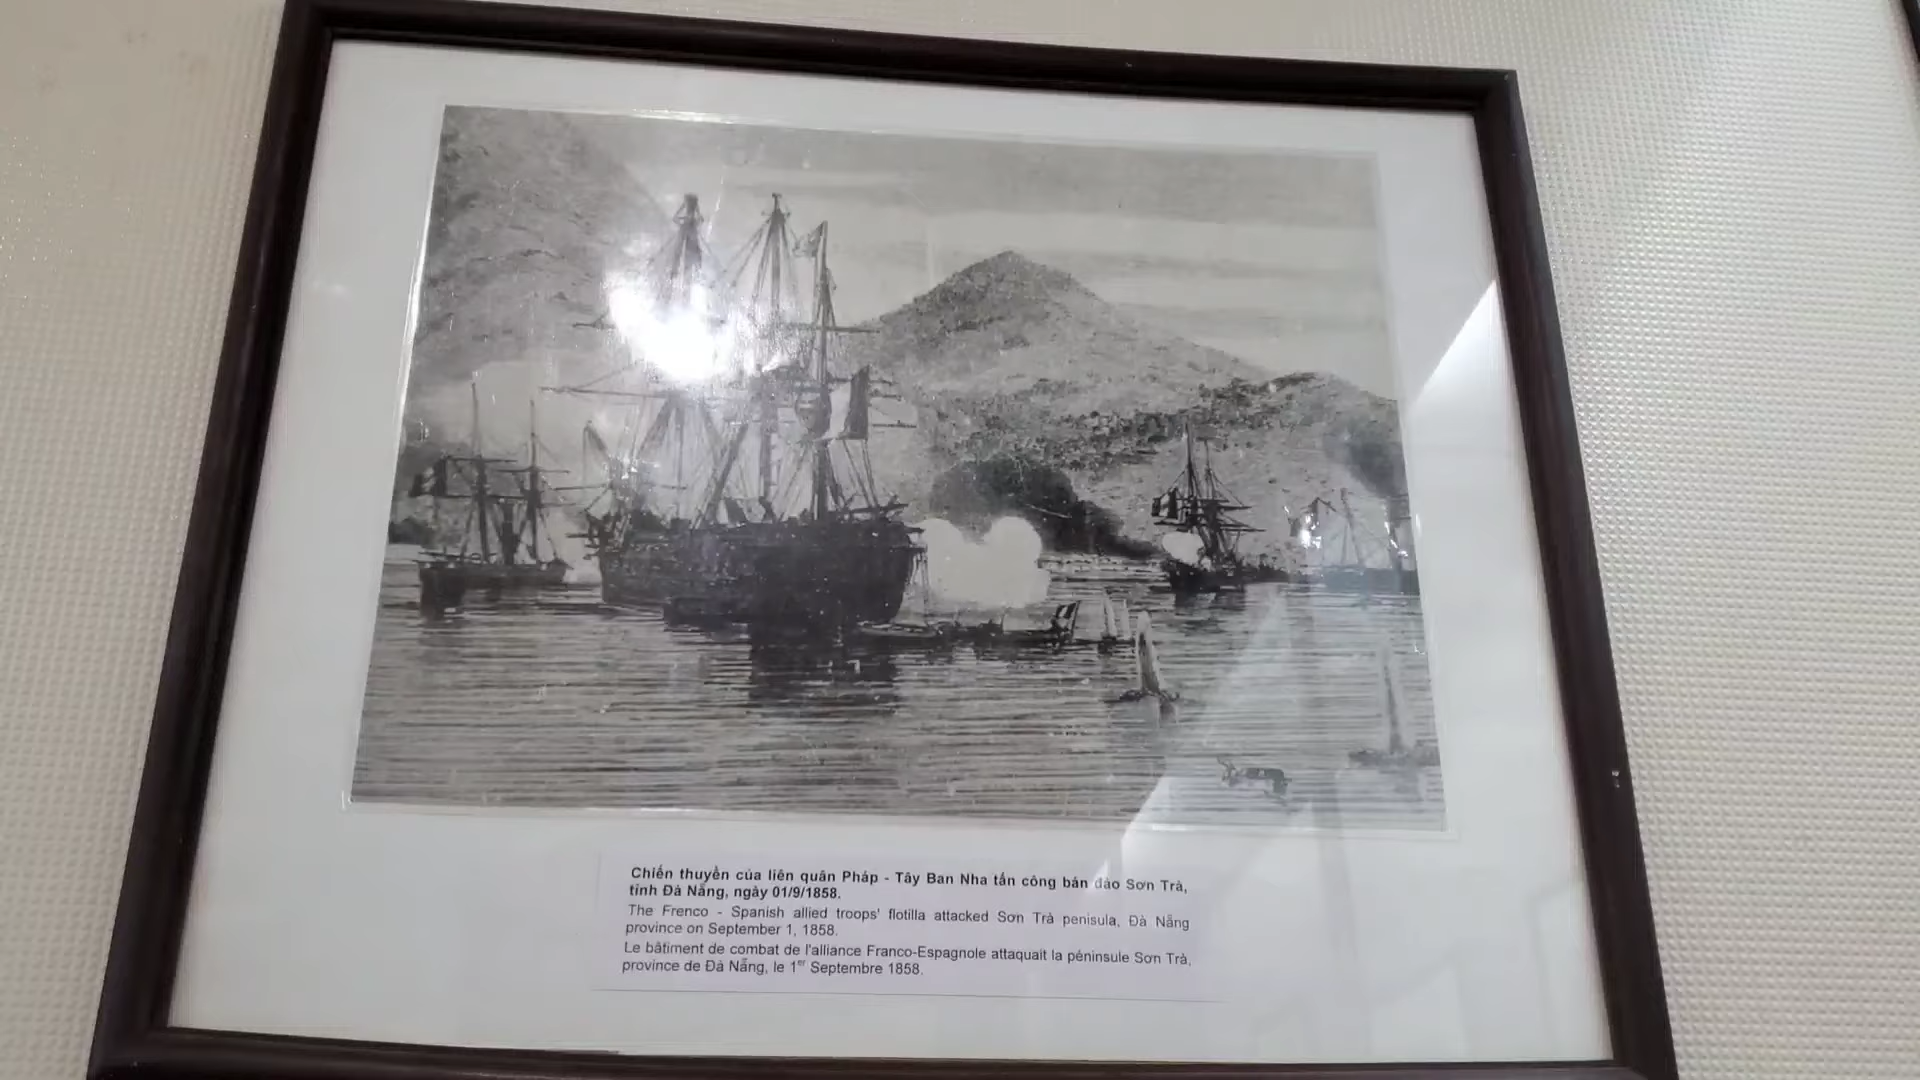 Chiến thuyền của liên quân Pháp - Tây Ban Nha tấn công bán đảo Sơn Trà,
tỉnh Đà Nẵng, ngày 01/9/1858.
The Frenco - Spanish allied troops' flotilla attacked Sơn Trà penisula, Đà Nẵng
province on September 1, 1858.
Le bâtiment de combat de l'alliance Franco-Espagnole attaquait la péninsule Sơn Trà,
province de Đà Nẵng, le 1er Septembre 1858.